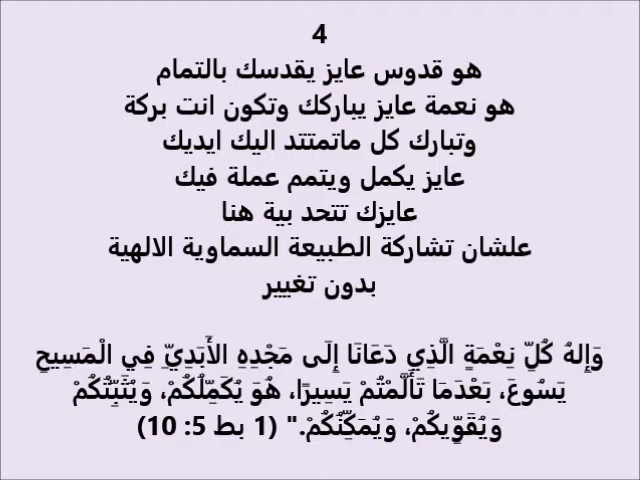 4
هو قدوس عايز يقدسك بالتمام
هو نعمة عايز يباركك وتكون انت بركة
وتبارك كل ماتمتتد اليك ايديك
عايز يكمل ويتمم عملة فيك
عايزك تتحد بية هنا
علشان تشاركة الطبيعة السماوية الالهية
بدون تغيير
وَإِلهُ كُلِّ نِعْمَةٍ الَّذِي دَعَانَا إِلَى مَجْدِهِ الأَبَدِيِّ فِي الْمَسِيحِ
يَسُوعَ، بَعْدَمَا تَأَلَّمْتُمْ يَسِيرًا، هُوَ يُكَمِّلُكُمْ، وَيُثَبِّتُكُمْ
وَيُقَوِّيكُمْ، وَيُمَكِّنُكُمْ." (1 بط 5: 10)